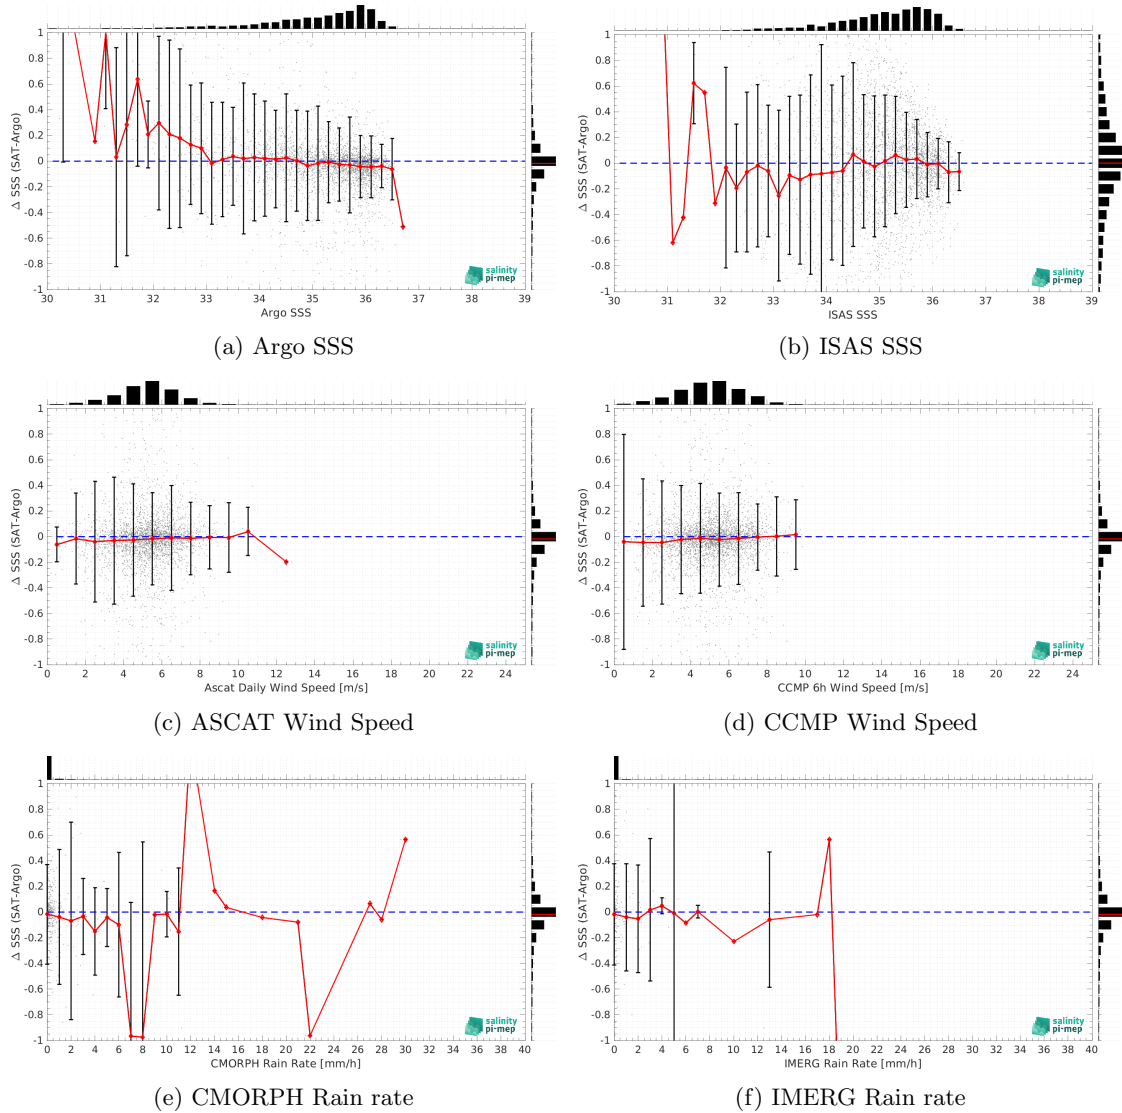 1
0.8
0.6
0.4
0.2
0
-0.2
-0.4
-0.6
-0.8
-1
Δ SSS (SAT-Argo)
salinity
pi-mep
30 31 32 33 34 35 36 37 38 39
Argo SSS
(a) Argo SSS
1
0.8
0.6
0.4
0.2
0
-0.2
-0.4
-0.6
-0.8
-1
Δ SSS (SAT-Argo)
salinity
pi-mep
30 31 32 33 34 35 36 37 38 39
ISAS SSS
(b) ISAS SSS
1
0.8
0.6
0.4
0.2
0
-0.2
-0.4
-0.6
-0.8
-1
Δ SSS (SAT-Argo)
salinity
pi-mep
0 2 4 6 8 10 12 14 16 18 20 22 24
Ascat Daily Wind Speed [m/s]
(c) ASCAT Wind Speed
1
0.8
0.6
0.4
0.2
0
-0.2
-0.4
-0.6
-0.8
-1
Δ SSS (SAT-Argo)
salinity
pi-mep
0 2 4 6 8 10 12 14 16 18 20 22 24
CCMP 6h Wind Speed [m/s]
(d) CCMP Wind Speed
1
0.8
0.6
0.4
0.2
0
-0.2
-0.4
-0.6
-0.8
-1
Δ SSS (SAT-Argo)
salinity
pi-mep
0 2 4 6 8 10 12 14 16 18 20 22 24 26 28 30 32 34 36 38 40
CMORPH Rain Rate [mm/h]
(e) CMORPH Rain rate
1
0.8
0.6
0.4
0.2
0
-0.2
-0.4
-0.6
-0.8
-1
Δ SSS (SAT-Argo)
salinity
pi-mep
0 2 4 6 8 10 12 14 16 18 20 22 24 26 28 30 32 34 36 38 40
IMERG Rain Rate [mm/h]
(f) IMERG Rain rate